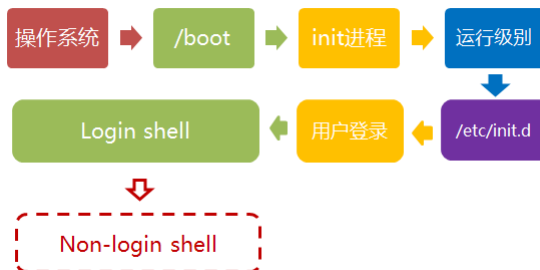 操作系统
/boot
init进程
运行级别
/etc/init.d
用户登录
Login shell
Non-login shell